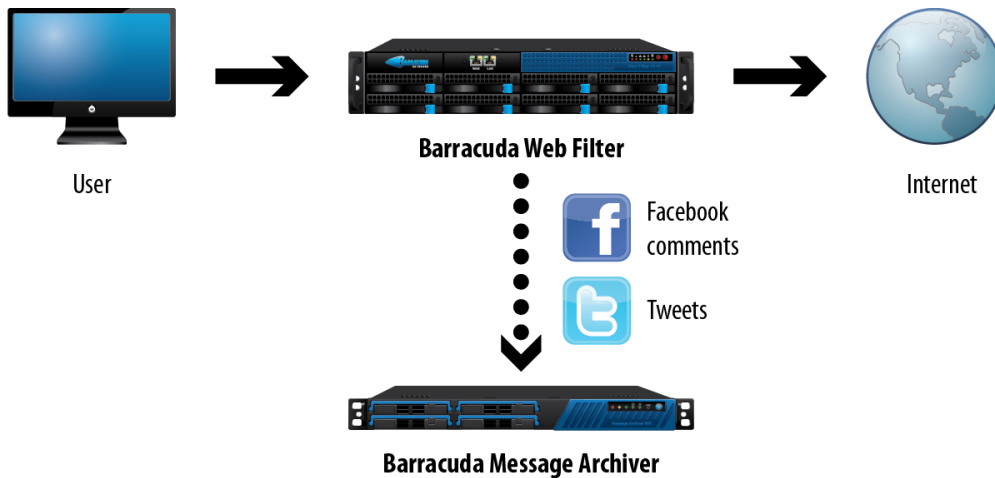 Barracuda Web Filter
User
Internet
Facebook
comments
Tweets
Barracuda Message Archiver